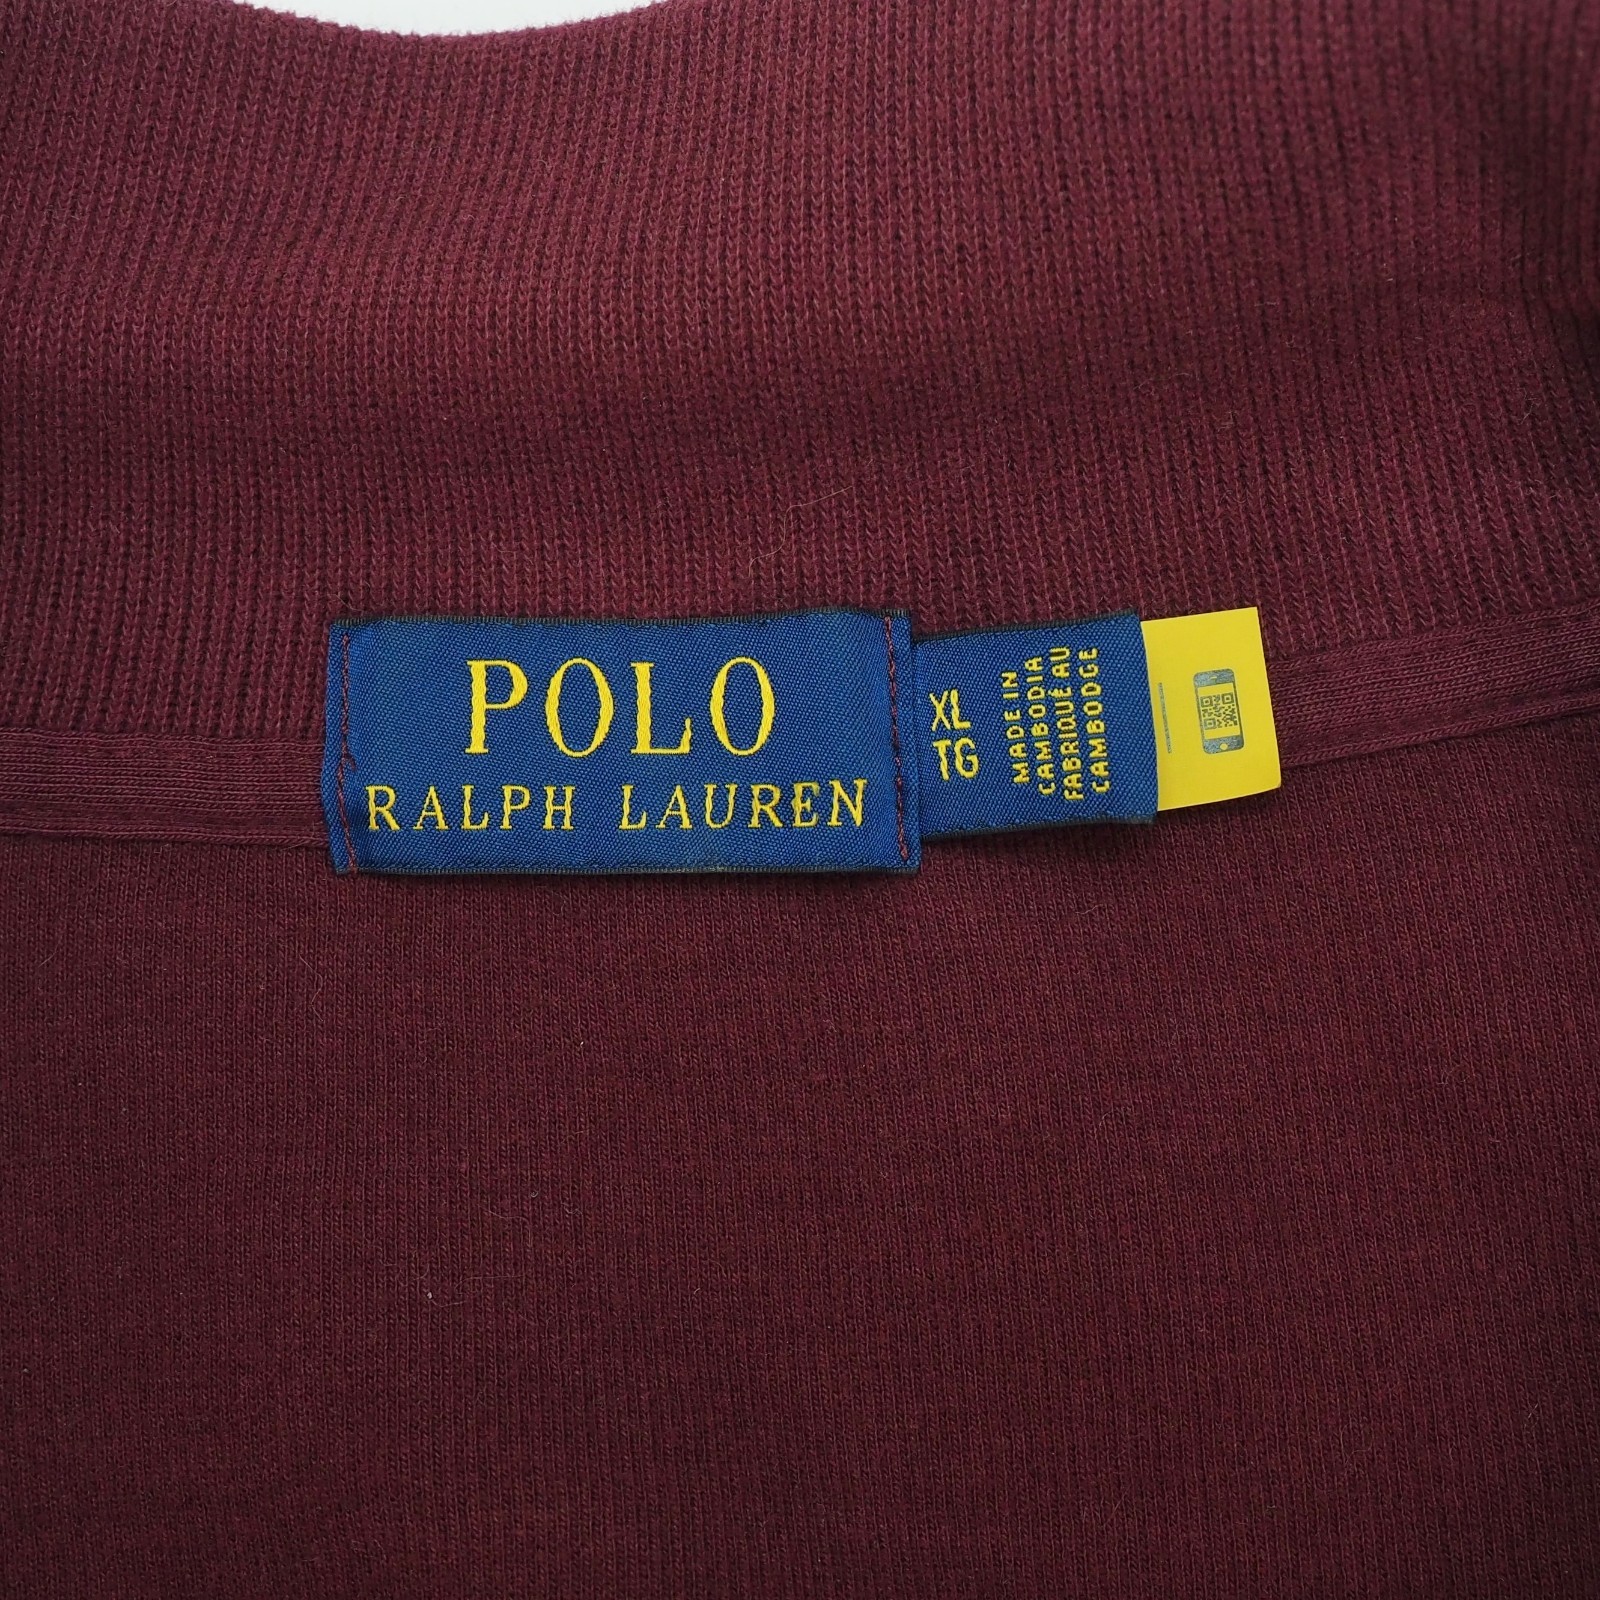 POLO
RALPH LAUREN
XL
TG
MADE IN
CAMBODIA
FABRIQUÉ AU
CAMBODGE